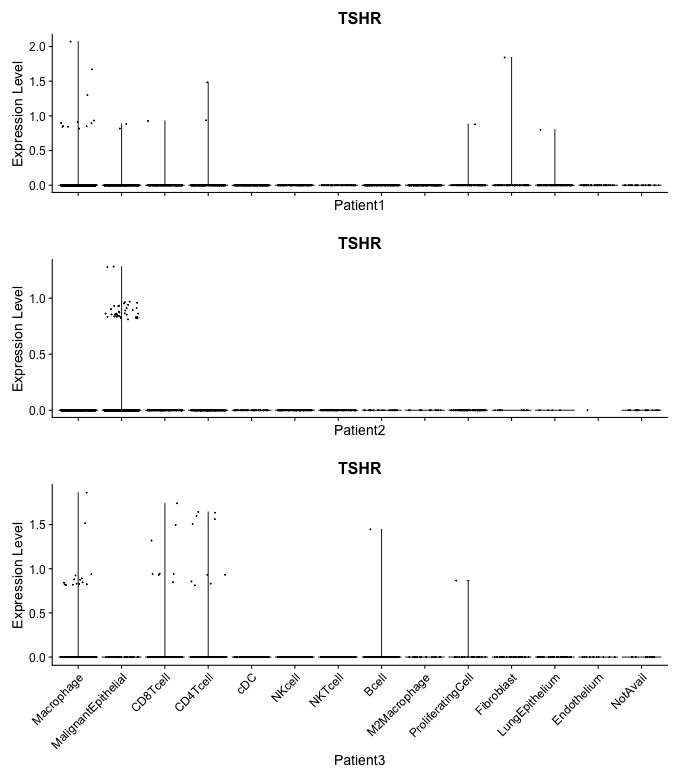 TSHR
Expression Level
2.0
1.5
1.0
0.5
0.0
Patient1
TSHR
Expression Level
1.0
0.5
0.0
Patient2
TSHR
Expression Level
1.5
1.0
0.5
0.0
Macrophage
MalignantEpithelial
CD8Tcell
CD4Tcell
cDC
NKcell
NKTcell
Bcell
M2Macrophage
ProliferatingCell
Fibroblast
LungEpithelium
Endothelium
NotAvail
Patient3